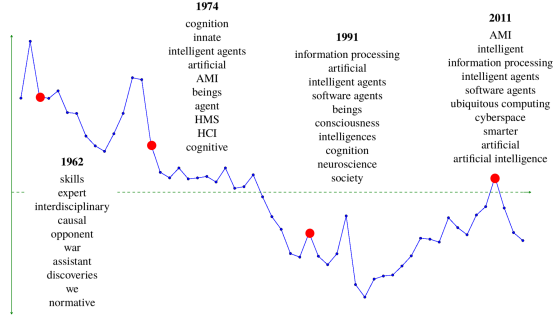 1974
cognition
innate
intelligent agents
artificial
AMI
beings
agent
HMS
HCI
cognitive
1991
information processing
artificial
intelligent agents
software agents
beings
consciousness
intelligences
cognition
neuroscience
society
2011
AMI
intelligent
information processing
intelligent agents
software agents
ubiquitous computing
cyberspace
smarter
artificial
artificial intelligence
1962
skills
expert
interdisciplinary
causal
opponent
war
assistant
discoveries
we
normative